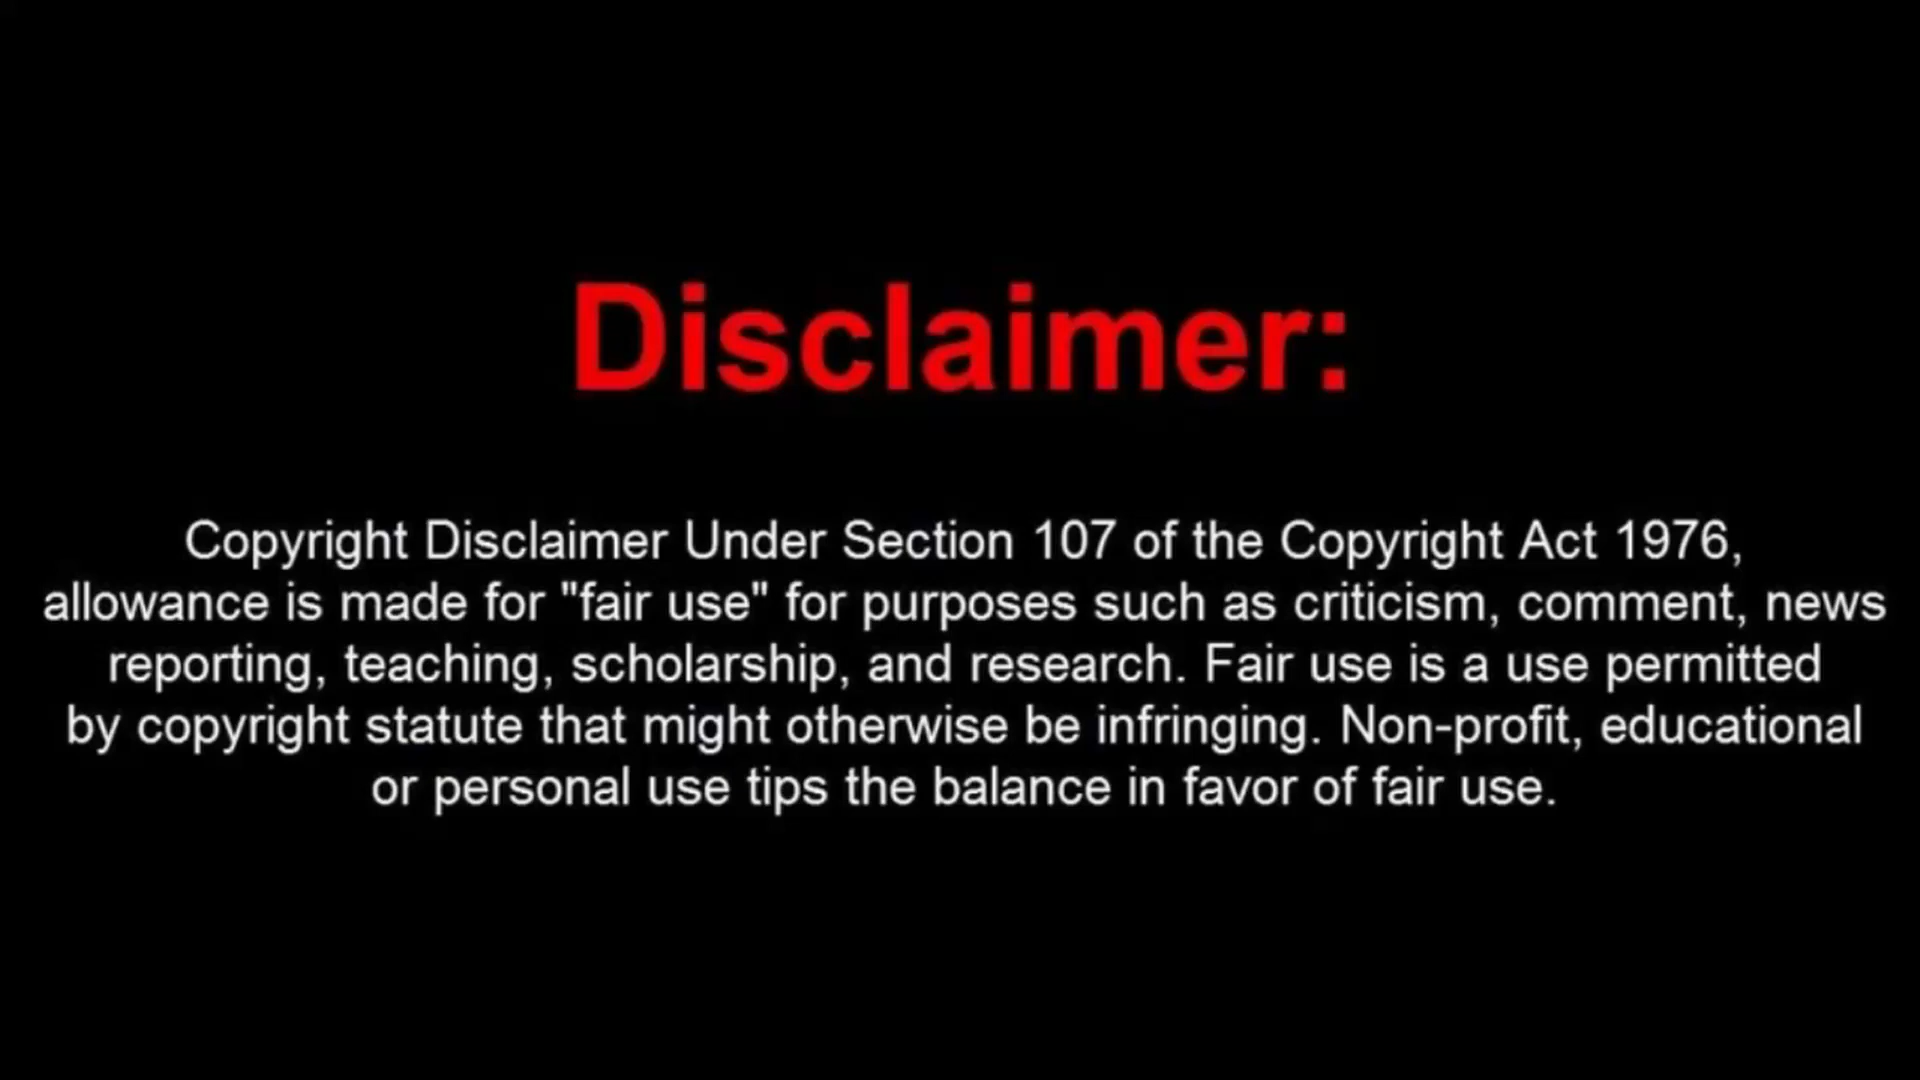 Disclaimer:
Copyright Disclaimer Under Section 107 of the Copyright Act 1976,
allowance is made for "fair use" for purposes such as criticism, comment, news
reporting, teaching, scholarship, and research. Fair use is a use permitted
by copyright statute that might otherwise be infringing. Non-profit, educational
or personal use tips the balance in favor of fair use.